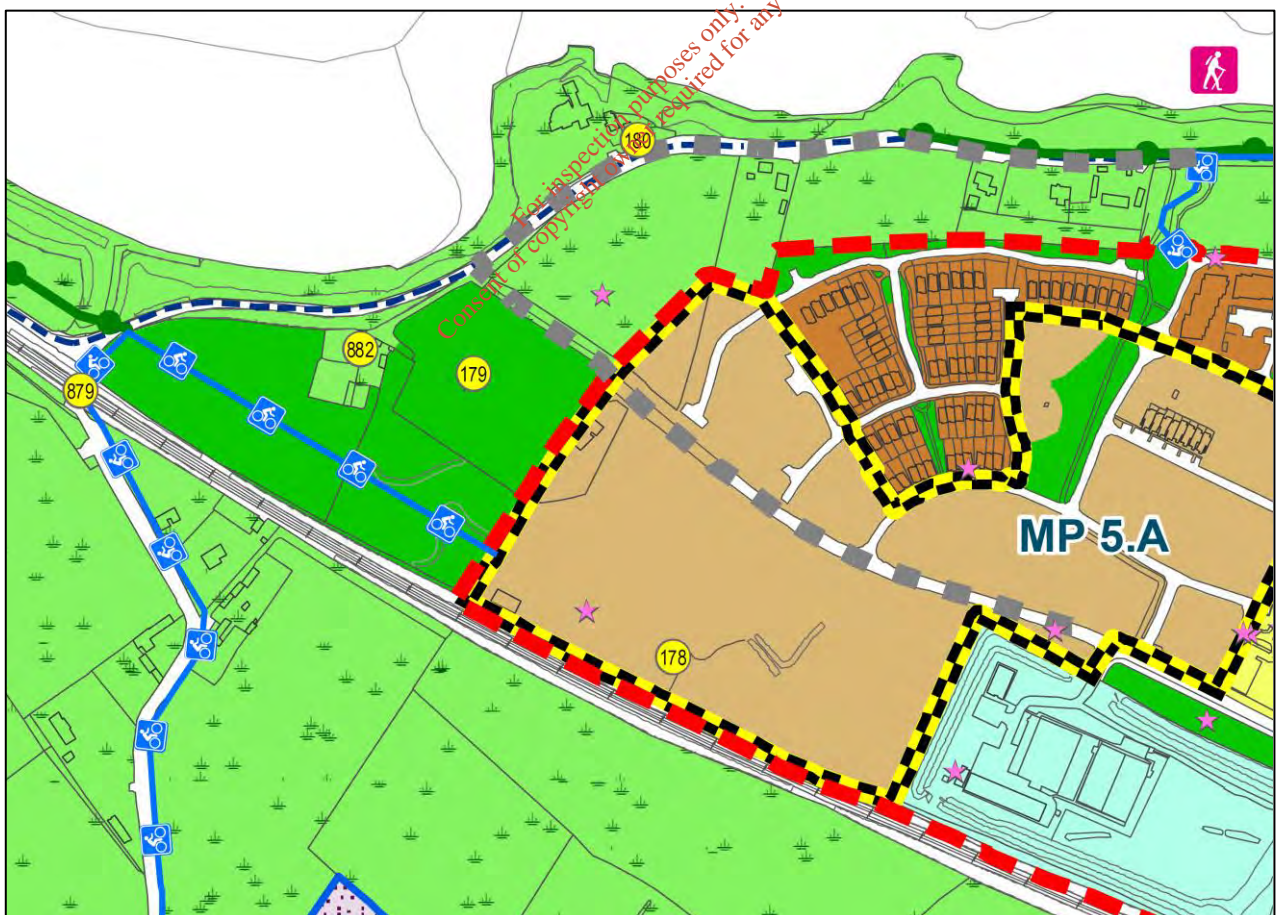 For inspection purposes only.
Consent of copyright owner required for any
180
882
179
879
MP 5.A
178